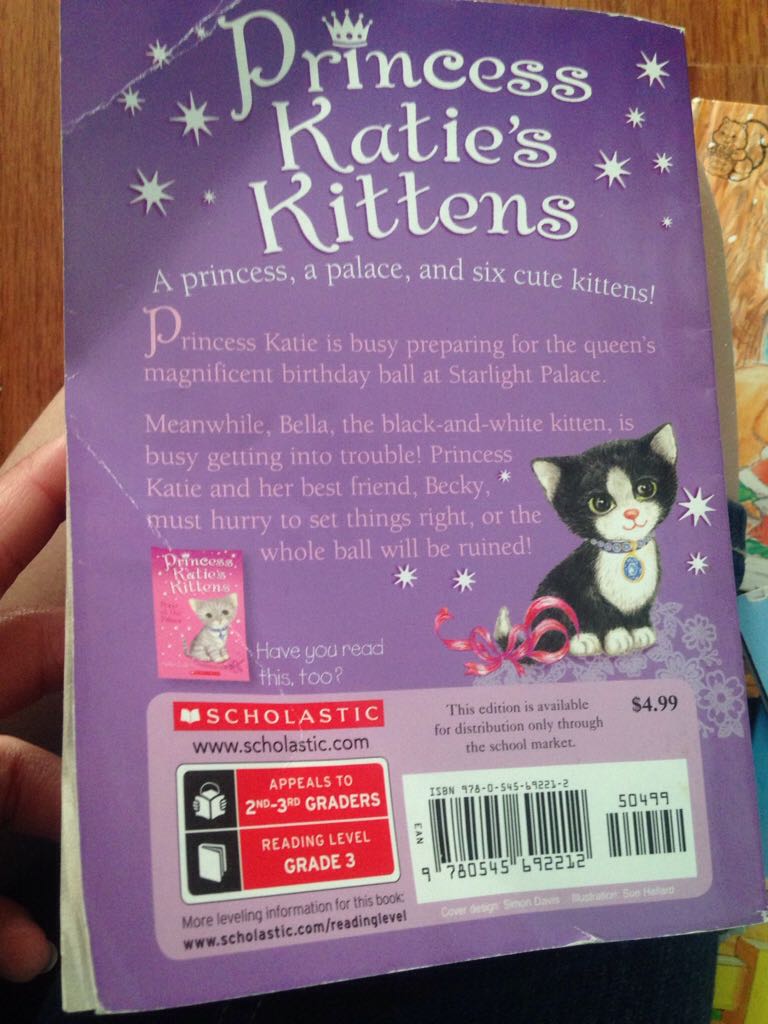 Princess
Katie's
Kittens
A princess, a palace, and six cute kittens!
Princess Katie is busy preparing for the queen's
magnificent birthday ball at Starlight Palace.
Meanwhile, Bella, the black-and-white kitten, is
busy getting into trouble! Princess
Katie and her best friend, Becky,
must hurry to set things right, or the
whole ball will be ruined!
Princess
Katie's
Kittens
Have you read
this, too?
SCHOLASTIC
www.scholastic.com
This edition is available
for distribution only through
the school market.
$4.99
APPEALS TO
2ND-3RD GRADERS
READING LEVEL
GRADE 3
More leveling information for this book:
www.scholastic.com/readinglevel
ISBN 978-0-545-69221-2
50499
EAN
9 780545 692212
Cover design: Simon Davis Illustration: Sue Hellard